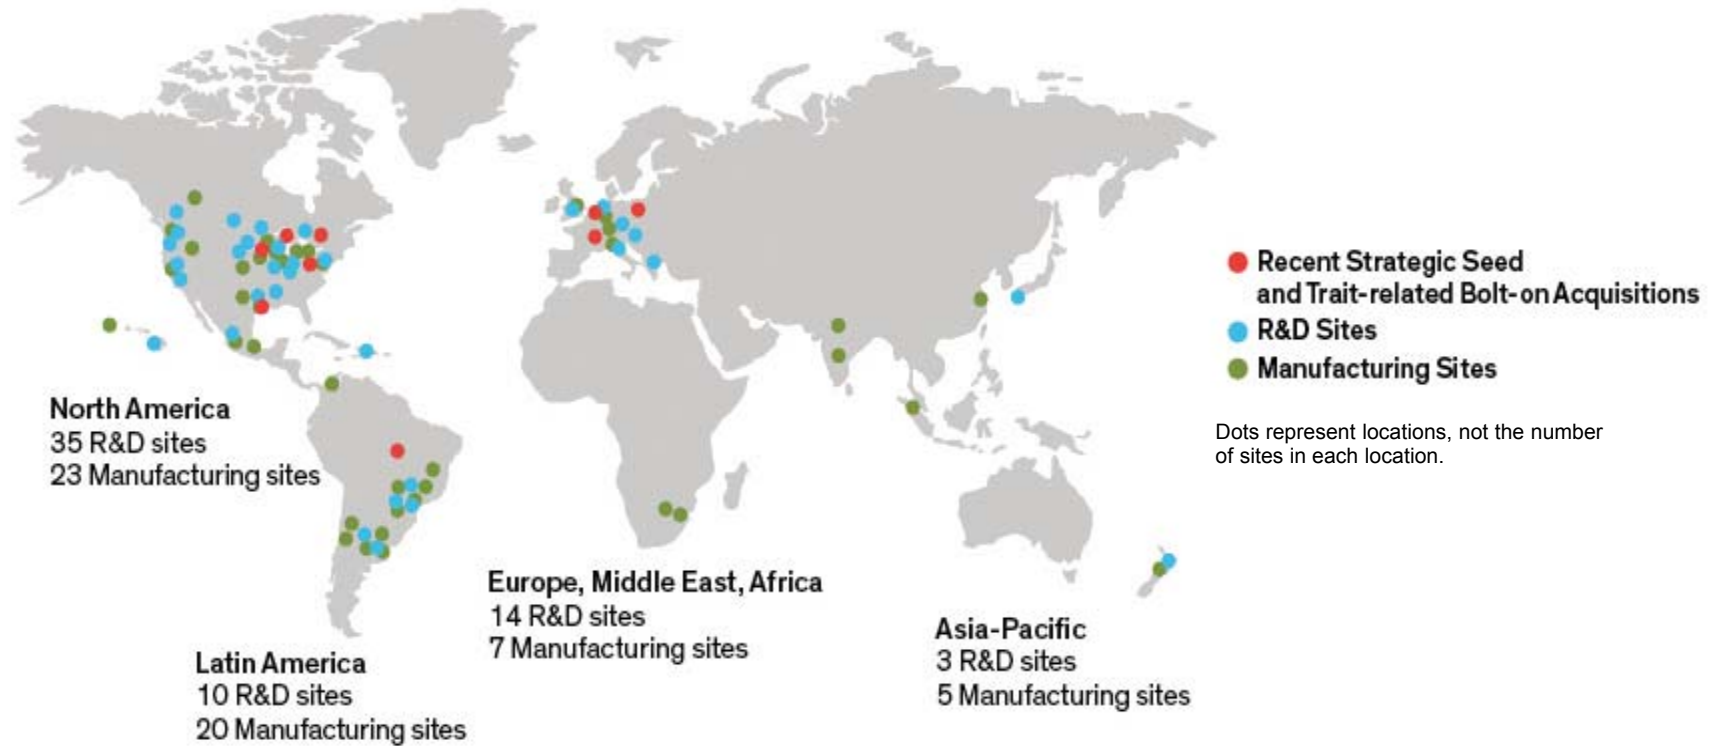 North America
35 R&D sites
23 Manufacturing sites
Latin America
10 R&D sites
20 Manufacturing sites
Europe, Middle East, Africa
14 R&D sites
7 Manufacturing sites
Asia-Pacific
3 R&D sites
5 Manufacturing sites
Recent Strategic Seed
and Trait-related Bolt-on Acquisitions
R&D Sites
Manufacturing Sites
Dots represent locations, not the number
of sites in each location.